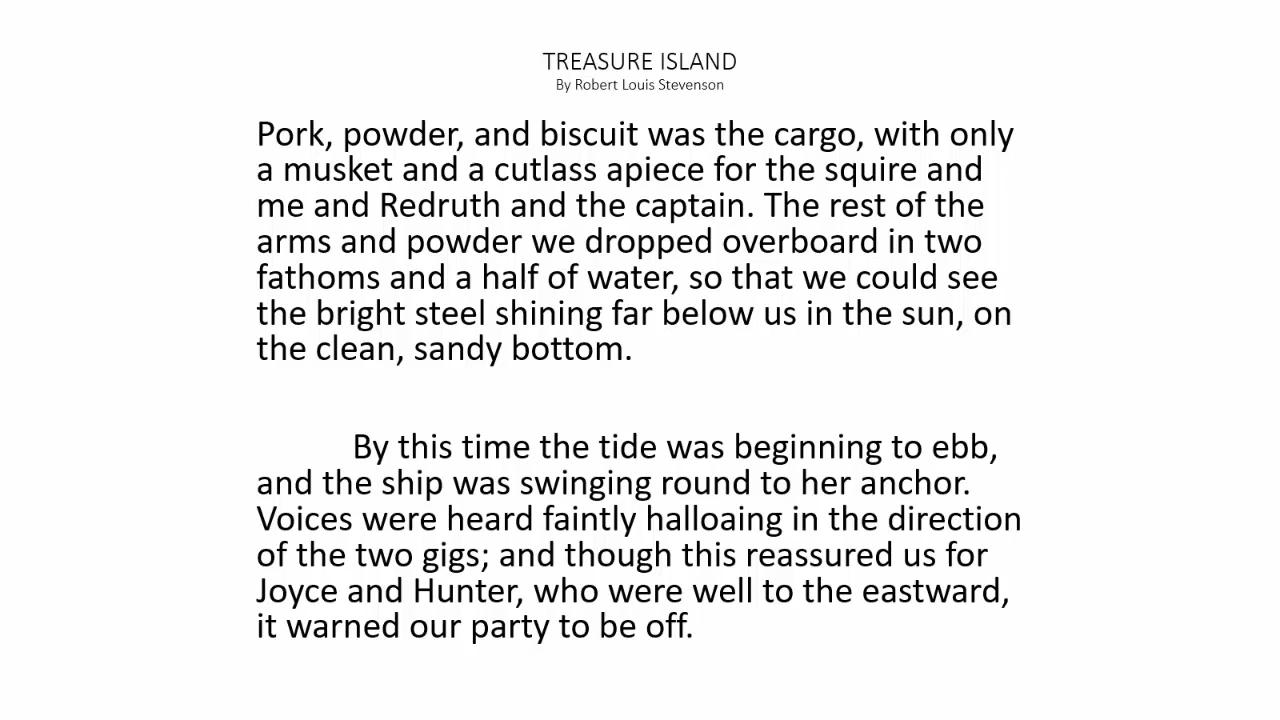 TREASURE ISLAND
By Robert Louis Stevenson
Pork, powder, and biscuit was the cargo, with only
a musket and a cutlass apiece for the squire and
me and Redruth and the captain. The rest of the
arms and powder we dropped overboard in two
fathoms and a half of water, so that we could see
the bright steel shining far below us in the sun, on
the clean, sandy bottom.
By this time the tide was beginning to ebb,
and the ship was swinging round to her anchor.
Voices were heard faintly halloaing in the direction
of the two gigs; and though this reassured us for
Joyce and Hunter, who were well to the eastward,
it warned our party to be off.